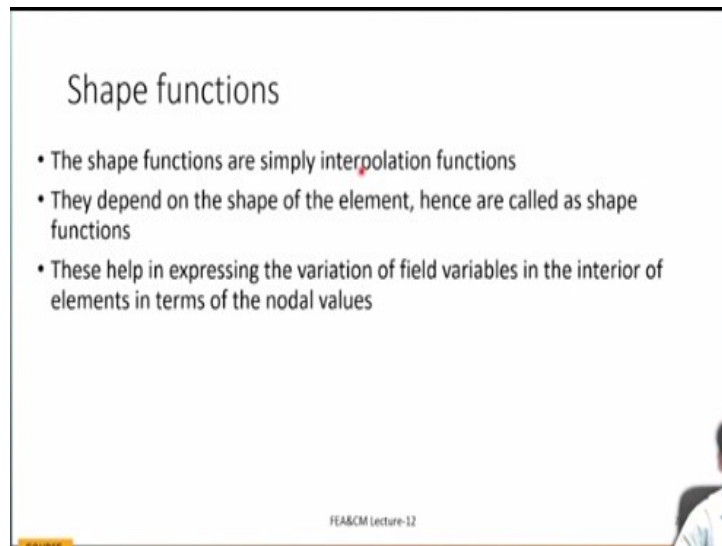 Shape functions
• The shape functions are simply interpolation functions
• They depend on the shape of the element, hence are called as shape
functions
• These help in expressing the variation of field variables in the interior of
elements in terms of the nodal values
FEA&CM Lecture-12